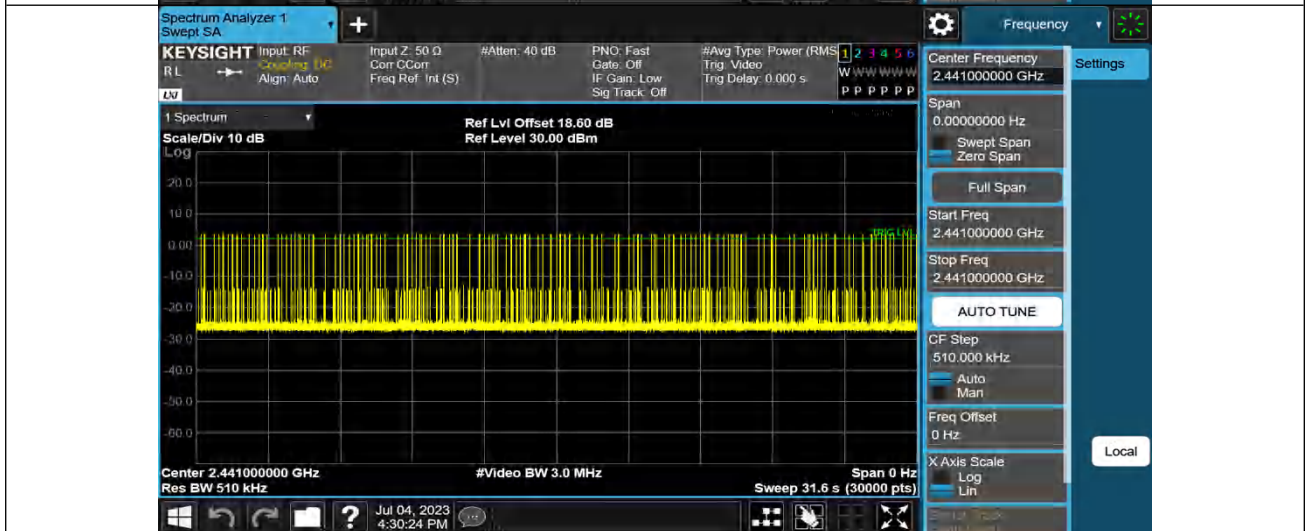 Spectrum Analyzer 1
Swept SA
+
Frequency
KEYSIGHT
RL
LXI
Input: RF
Coupling: DC
Align: Auto
Input Z: 50 Ω
Corr CCorr
Freq Ref: Int (S)
#Atten: 40 dB
PNO: Fast
Gate: Off
IF Gain: Low
Sig Track: Off
#Avg Type: Power (RMS
Trig: Video
Trig Delay: 0.000 s
1 2 3 4 5 6
W W W W W W
P P P P P P
1 Spectrum
Scale/Div 10 dB
Log
Ref Lvl Offset 18.60 dB
Ref Level 30.00 dBm
20.0
10.0
0.00
-10.0
-20.0
-30.0
-40.0
-50.0
-60.0
TRIG LVL
Center 2.441000000 GHz
Res BW 510 kHz
#Video BW 3.0 MHz
Span 0 Hz
Sweep 31.6 s (30000 pts)
?
Jul 04, 2023
4:30:24 PM
Center Frequency
2.441000000 GHz
Settings
Span
0.00000000 Hz
Swept Span
Zero Span
Full Span
Start Freq
2.441000000 GHz
Stop Freq
2.441000000 GHz
AUTO TUNE
CF Step
510.000 kHz
Auto
Man
Freq Offset
0 Hz
X Axis Scale
Log
Lin
Signal Track
Local